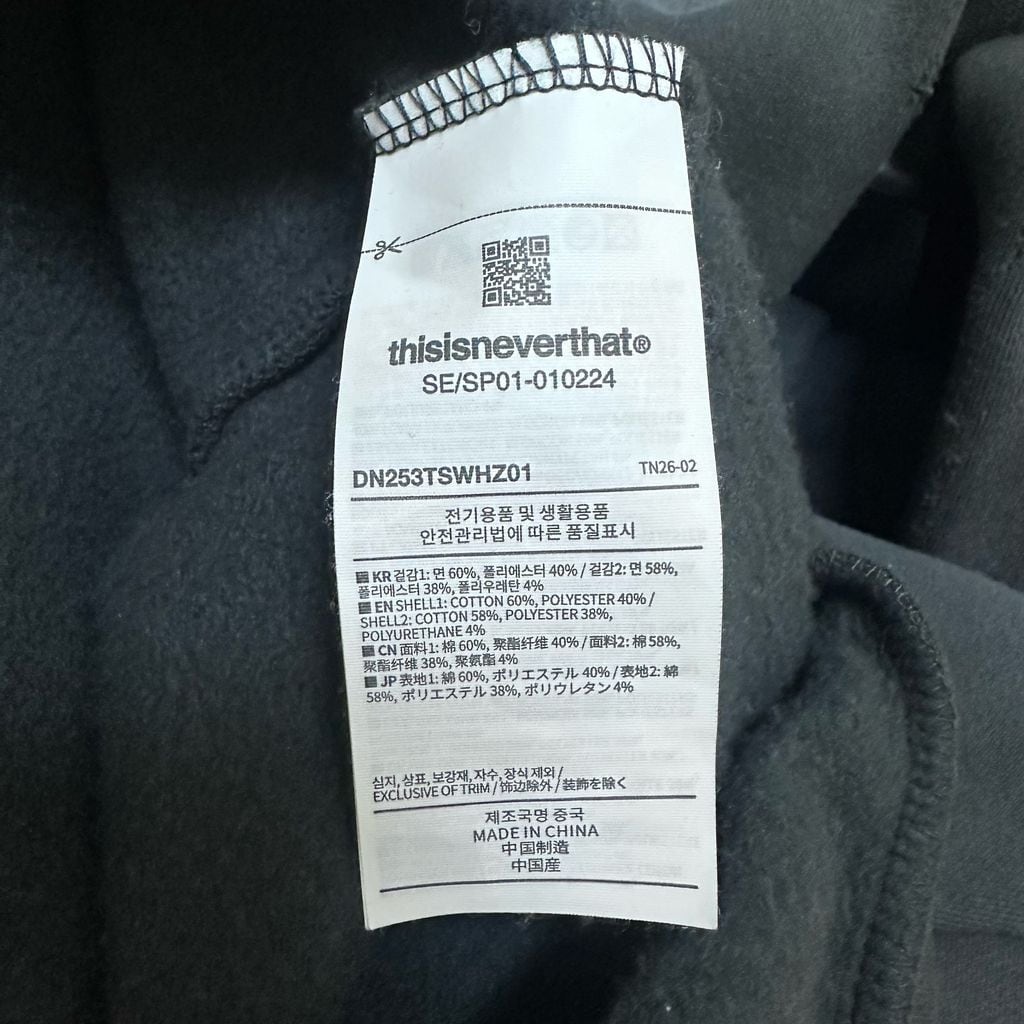 thisisneverthat®
SE/SP01-010224
DN253TSWHZ01 TN26-02
전기용품 및 생활용품
안전관리법에 따른 품질표시
KR 겉감1: 면 60%, 폴리에스터 40% / 겉감2: 면 58%,
폴리에스터 38%, 폴리우레탄 4%
EN SHELL1: COTTON 60%, POLYESTER 40% /
SHELL2: COTTON 58%, POLYESTER 38%,
POLYURETHANE 4%
CN 面料1: 棉 60%, 聚酯纤维 40% / 面料2: 棉 58%,
聚酯纤维 38%, 聚氨酯 4%
JP 表地1: 綿 60%, ポリエステル 40% / 表地2: 綿
58%, ポリエステル 38%, ポリウレタン 4%
심지, 상표, 보강재, 자수, 장식 제외 /
EXCLUSIVE OF TRIM / 饰边除外 / 装飾を除く
제조국명 중국
MADE IN CHINA
中国制造
中国産